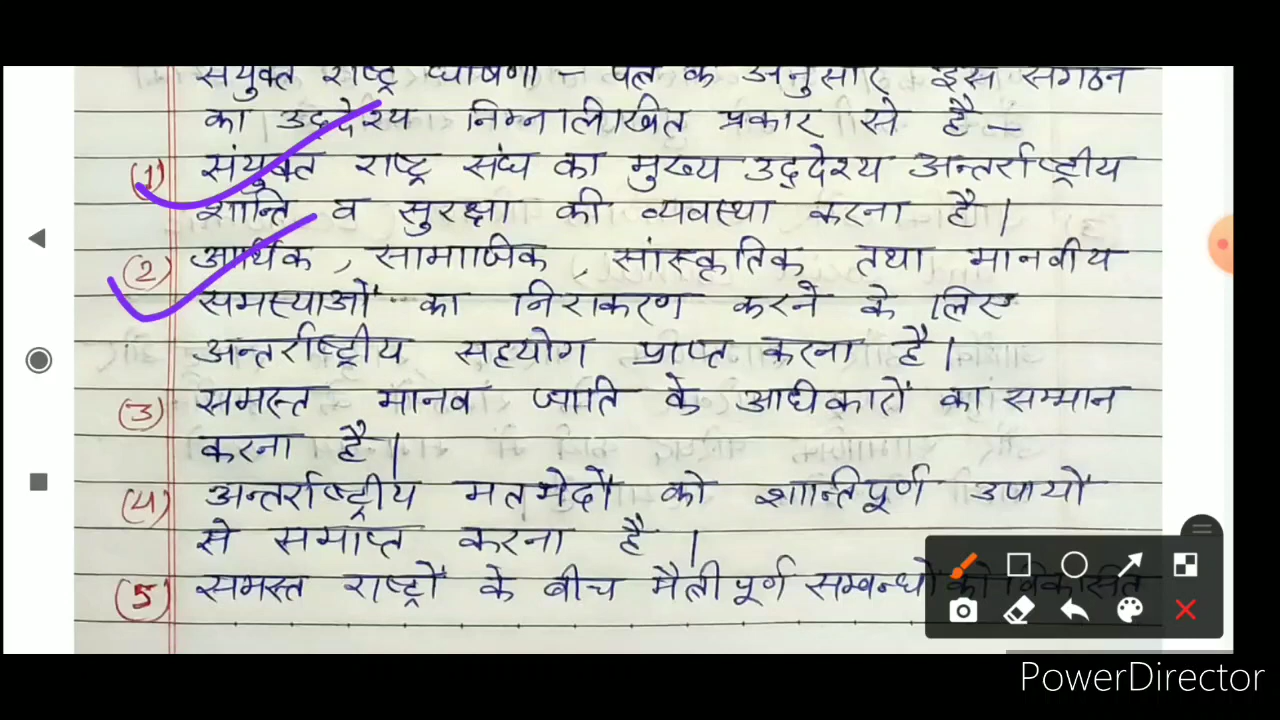 संयुक्त राष्ट्र घोषणा - पत्र के अनुसार इस संगठन
का उद्देश्य निम्नलिखित प्रकार से है -
(1) संयुक्त राष्ट्र संघ का मुख्य उद्देश्य अन्तर्राष्ट्रीय
शान्ति व सुरक्षा की व्यवस्था करना है।
(2) आर्थिक, सामाजिक, सांस्कृतिक तथा मानवीय
समस्याओं का निराकरण करने के लिए
अन्तर्राष्ट्रीय सहयोग प्राप्त करना है।
(3) समस्त मानव जाति के अधिकारों का सम्मान
करना है।
(4) अन्तर्राष्ट्रीय मतभेदों को शान्तिपूर्ण उपायों
से समाप्त करना है।
(5) समस्त राष्ट्रों के बीच मैत्रीपूर्ण सम्बन्धों को विकसित
PowerDirector